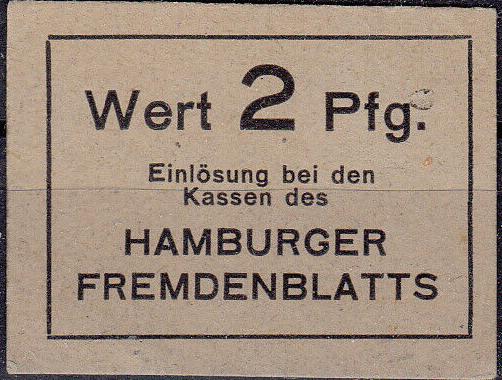 Wert 2 Pfg.
Einlösung bei den
Kassen des
HAMBURGER
FREMDENBLATTS